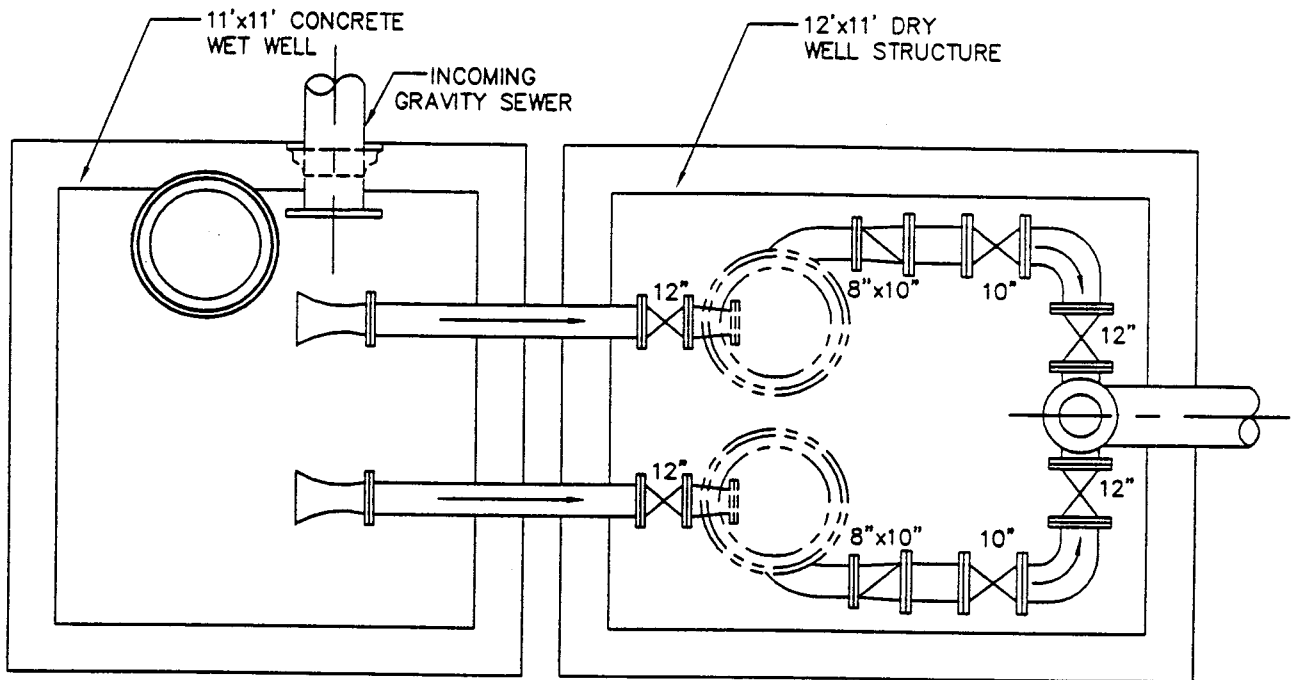 11'x11' CONCRETE
WET WELL
INCOMING
GRAVITY SEWER
12'x11' DRY
WELL STRUCTURE
12"
8"x10"
10"
12"
12"
8"x10"
10"
12"